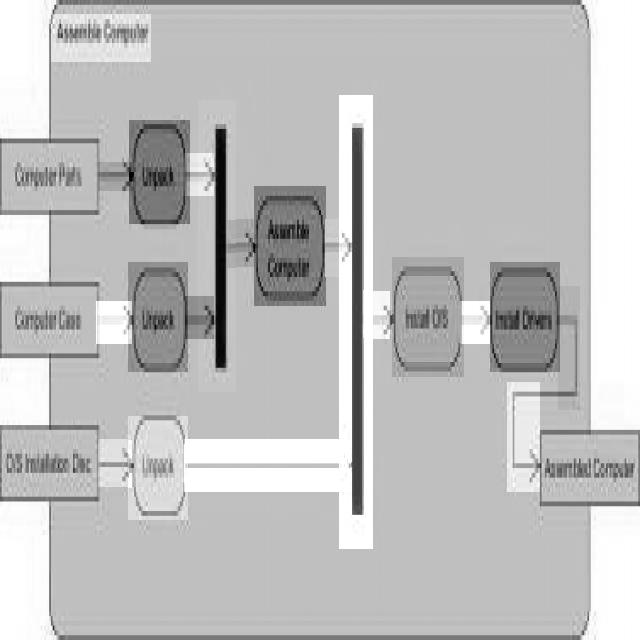 Assemble Computer
Computer Parts
Unpack
Assemble
Computer
Computer Case
Unpack
Install O/S
Install Drivers
O/S Installation Disc
Unpack
Assembled Computer